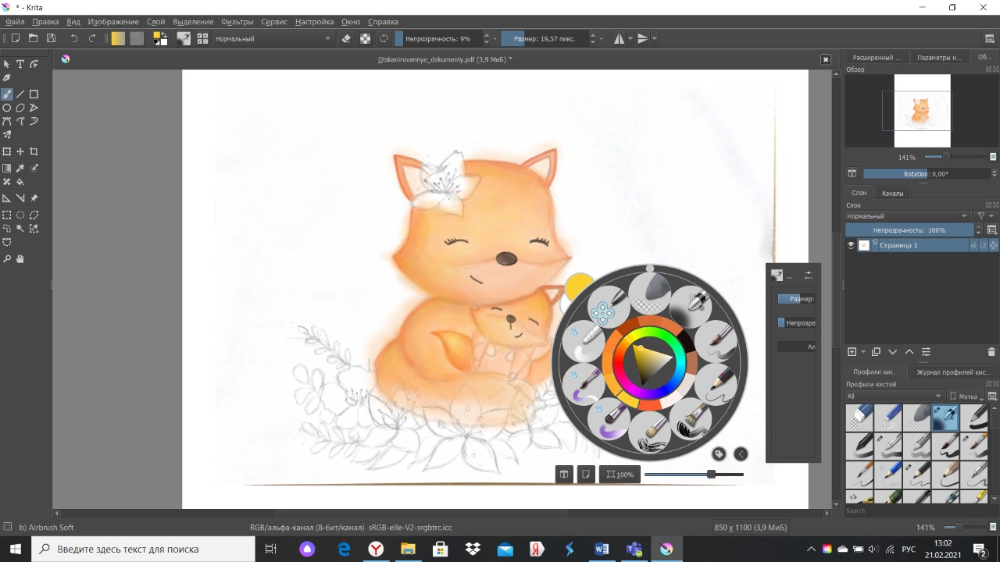 * - Krita
Файл Правка Вид Изображение Слой Выделение Фильтры Сервис Настройка Окно Справка
Нормальный Непрозрачность: 9% Размер: 19,57 пикс.
Otskanirovannye_dokumenty.pdf (3,9 МиБ) *
Расширенный ... Параметры и... Об...
Обзор
141%
Rotation: 0,00°
Слои Каналы
Слои
Нормальный
Непрозрачность: 100%
Страница 1
...
Размер:
Непрозра
An
100%
Профили кис... Журнал профилей кис...
Профили кистей
All Метка
Search
b) Airbrush Soft RGB/альфа-канал (8-бит/канал) sRGB-elle-V2-srgbtrc.icc 850 x 1100 (3,9 МиБ) 141%
Введите здесь текст для поиска
РУС
13:02
21.02.2021
2